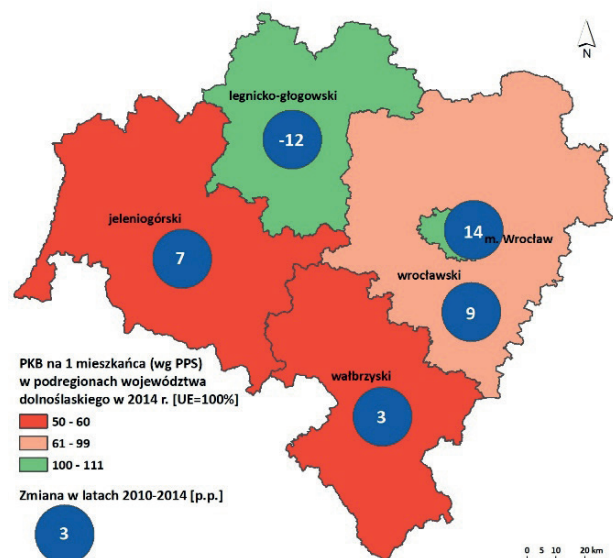 N
legnicko-głogowski
-12
jeleniogórski
7
14
m. Wrocław
wrocławski
9
wałbrzyski
3
PKB na 1 mieszkańca (wg PPS)
w podregionach województwa
dolnośląskiego w 2014 r. [UE=100%]
50 - 60
61 - 99
100 - 111
Zmiana w latach 2010-2014 [p.p.]
3
0 5 10 20 km